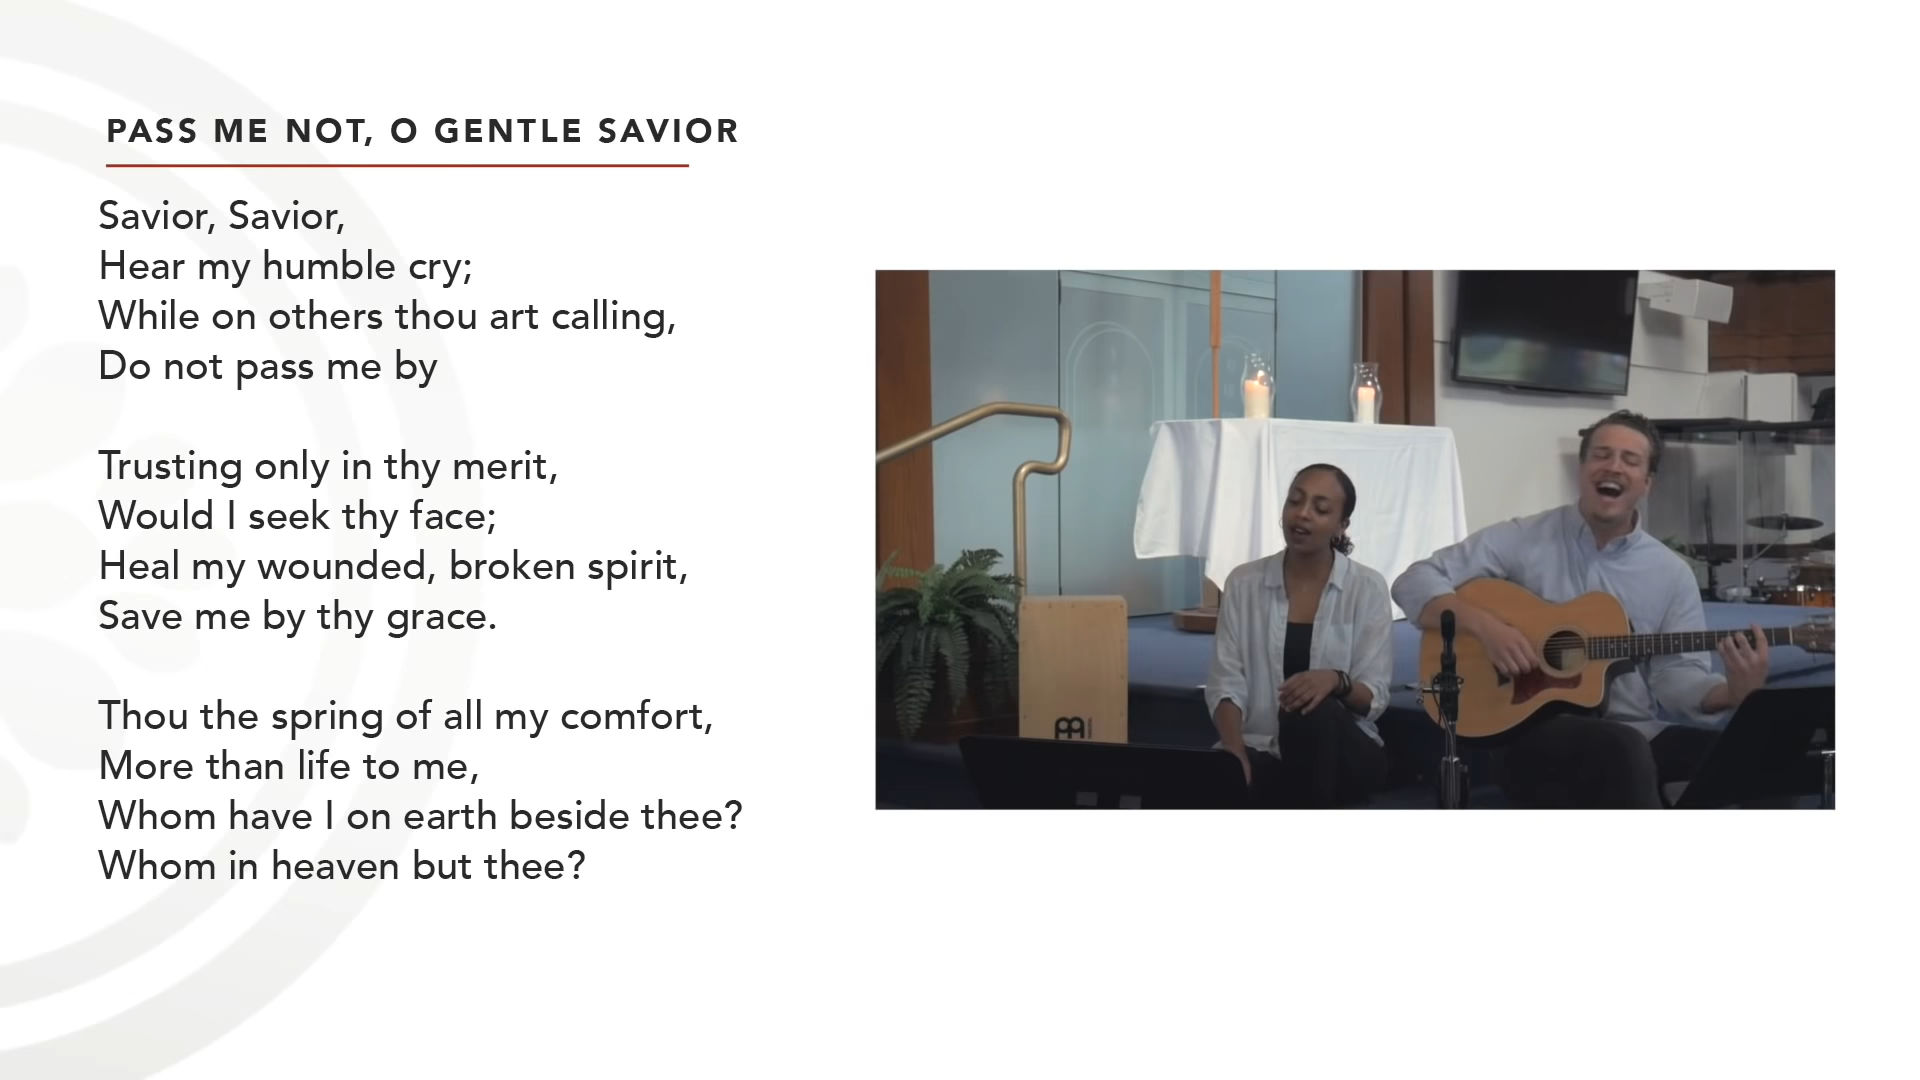 PASS ME NOT, O GENTLE SAVIOR
Savior, Savior,
Hear my humble cry;
While on others thou art calling,
Do not pass me by
Trusting only in thy merit,
Would I seek thy face;
Heal my wounded, broken spirit,
Save me by thy grace.
Thou the spring of all my comfort,
More than life to me,
Whom have I on earth beside thee?
Whom in heaven but thee?